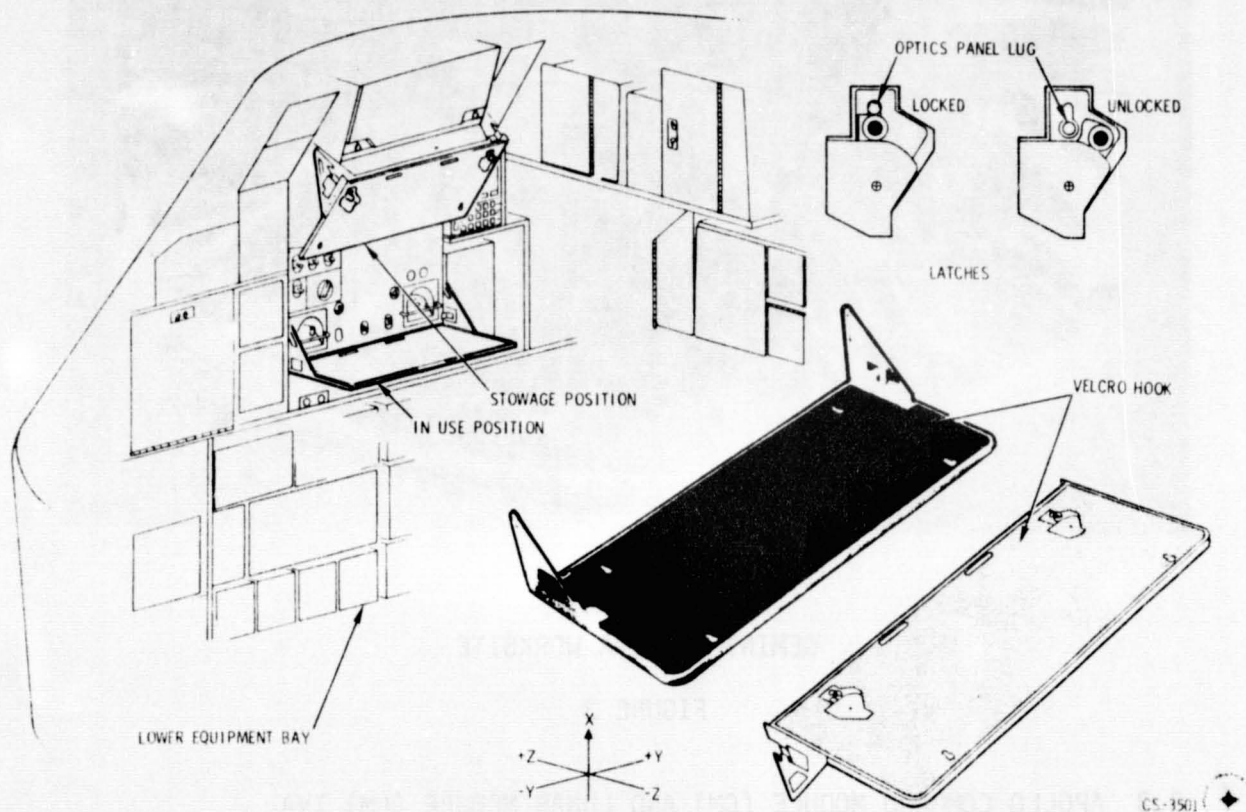 OPTICS PANEL LUG
LOCKED
UNLOCKED
LATCHES
STOWAGE POSITION
IN USE POSITION
VELCRO HOOK
LOWER EQUIPMENT BAY
X
+Z
+Y
-Y
-Z
CS-3501